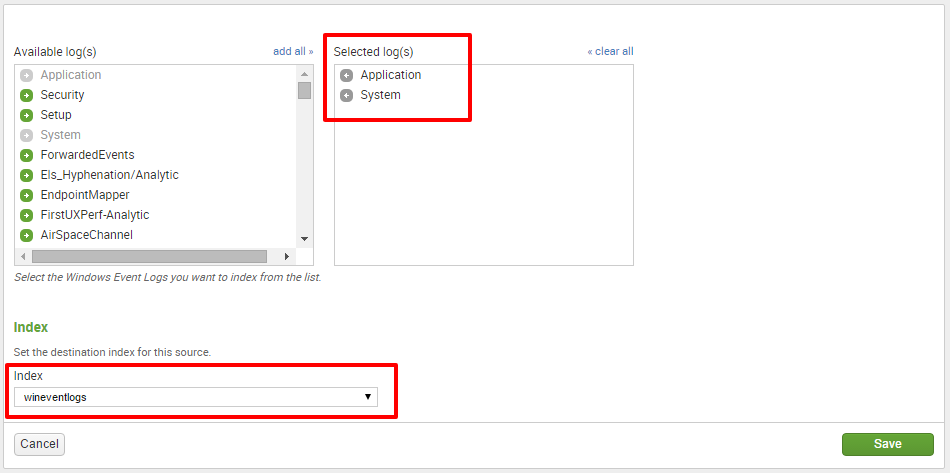 Available log(s) add all » Selected log(s) « clear all
Application
Security
Setup
System
ForwardedEvents
Els_Hyphenation/Analytic
EndpointMapper
FirstUXPerf-Analytic
AirSpaceChannel
Application
System
Select the Windows Event Logs you want to index from the list.
Index
Set the destination index for this source.
Index
wineventlogs
Cancel Save